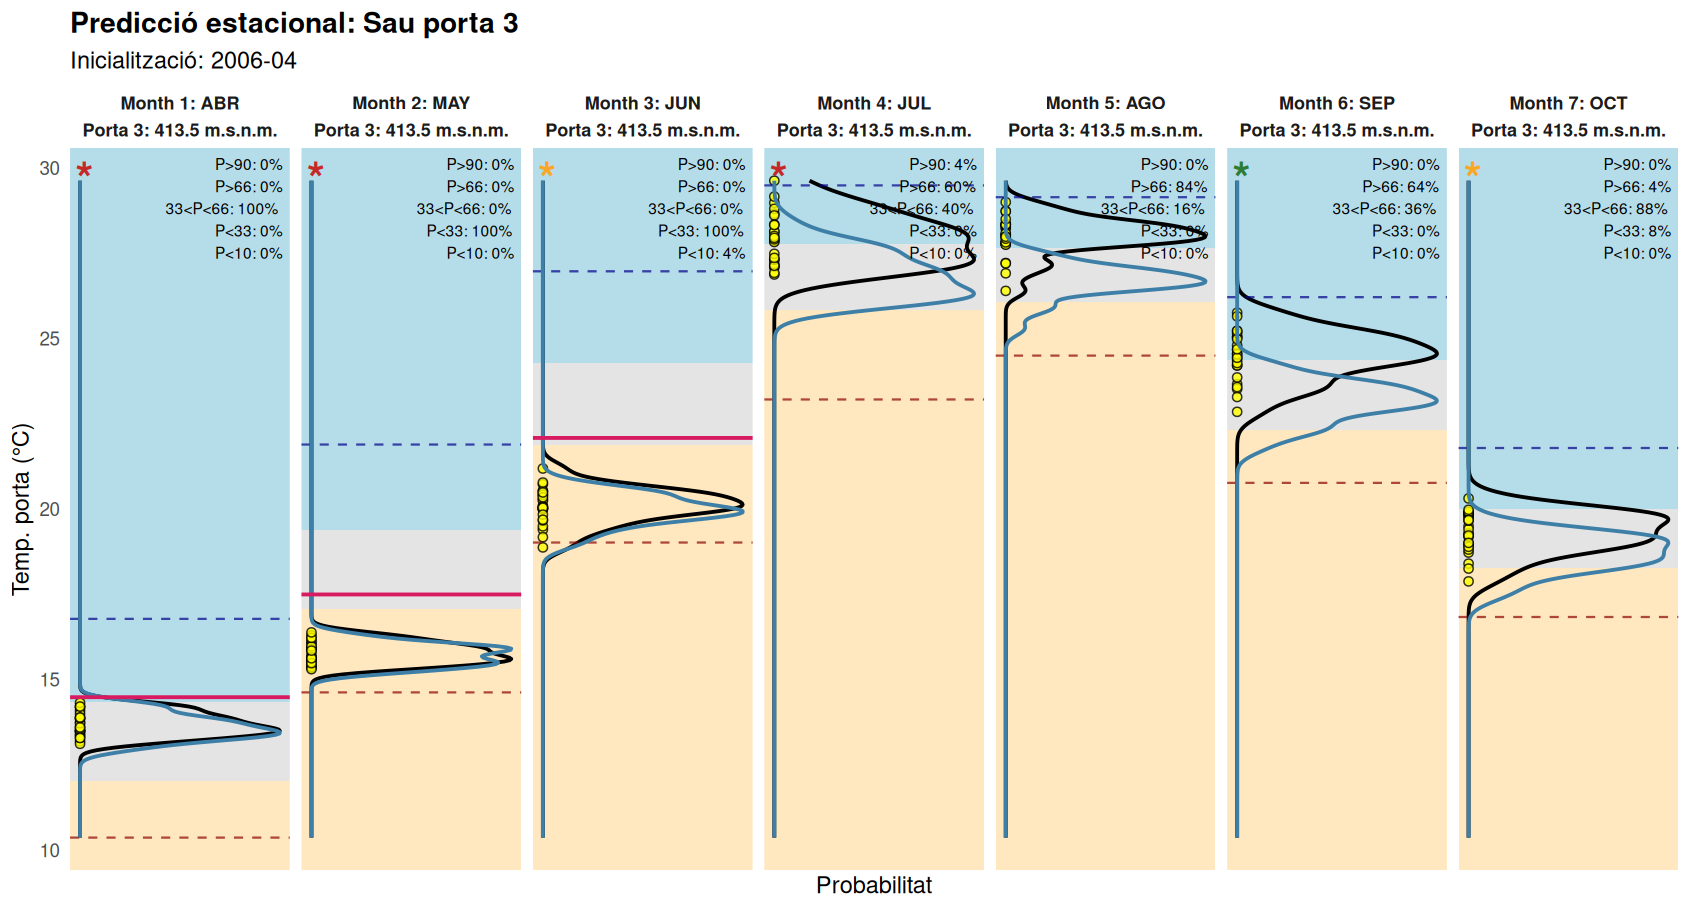 Predicció estacional: Sau porta 3
Inicialització: 2006-04
Month 1: ABR
Porta 3: 413.5 m.s.n.m.
Month 2: MAY
Porta 3: 413.5 m.s.n.m.
Month 3: JUN
Porta 3: 413.5 m.s.n.m.
Month 4: JUL
Porta 3: 413.5 m.s.n.m.
Month 5: AGO
Porta 3: 413.5 m.s.n.m.
Month 6: SEP
Porta 3: 413.5 m.s.n.m.
Month 7: OCT
Porta 3: 413.5 m.s.n.m.
*
P>90: 0%
P>66: 0%
33<P<66: 100%
P<33: 0%
P<10: 0%
*
P>90: 0%
P>66: 0%
33<P<66: 0%
P<33: 100%
P<10: 0%
*
P>90: 0%
P>66: 0%
33<P<66: 0%
P<33: 100%
P<10: 4%
*
P>90: 4%
P>66: 60%
33<P<66: 40%
P<33: 0%
P<10: 0%
*
P>90: 0%
P>66: 84%
33<P<66: 16%
P<33: 0%
P<10: 0%
*
P>90: 0%
P>66: 64%
33<P<66: 36%
P<33: 0%
P<10: 0%
*
P>90: 0%
P>66: 4%
33<P<66: 88%
P<33: 8%
P<10: 0%
30
25
20
15
10
Temp. porta (°C)
Probabilitat